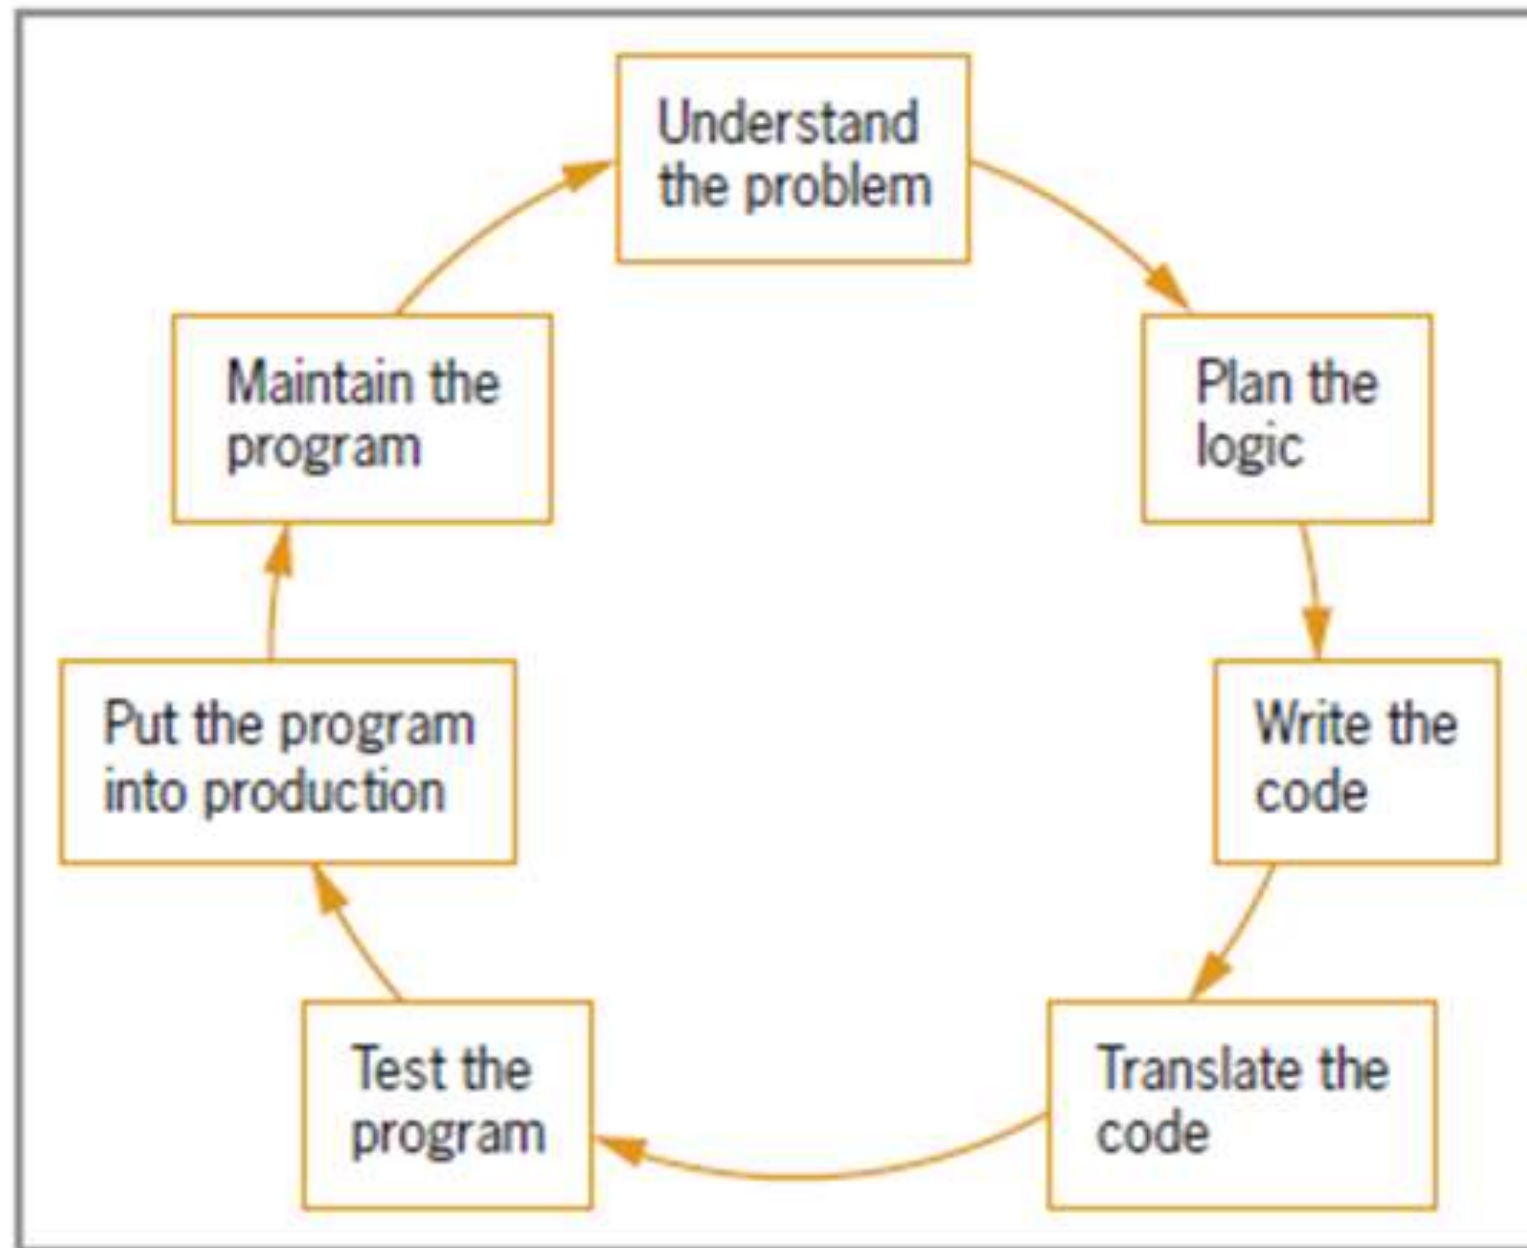 Understand
the problem
Plan the
logic
Write the
code
Translate the
code
Test the
program
Put the program
into production
Maintain the
program